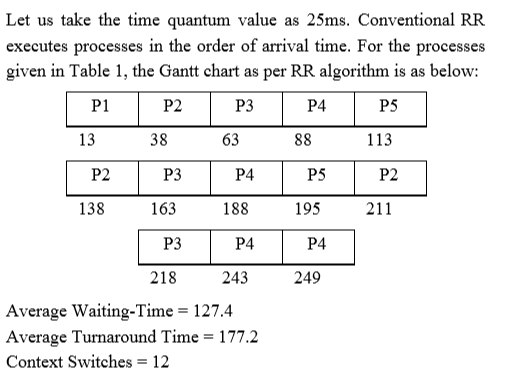 Let us take the time quantum value as 25ms. Conventional RR
executes processes in the order of arrival time. For the processes
given in Table 1, the Gantt chart as per RR algorithm is as below:
P1 P2 P3 P4 P5
13 38 63 88 113
P2 P3 P4 P5 P2
138 163 188 195 211
P3 P4 P4
218 243 249
Average Waiting-Time = 127.4
Average Turnaround Time = 177.2
Context Switches = 12